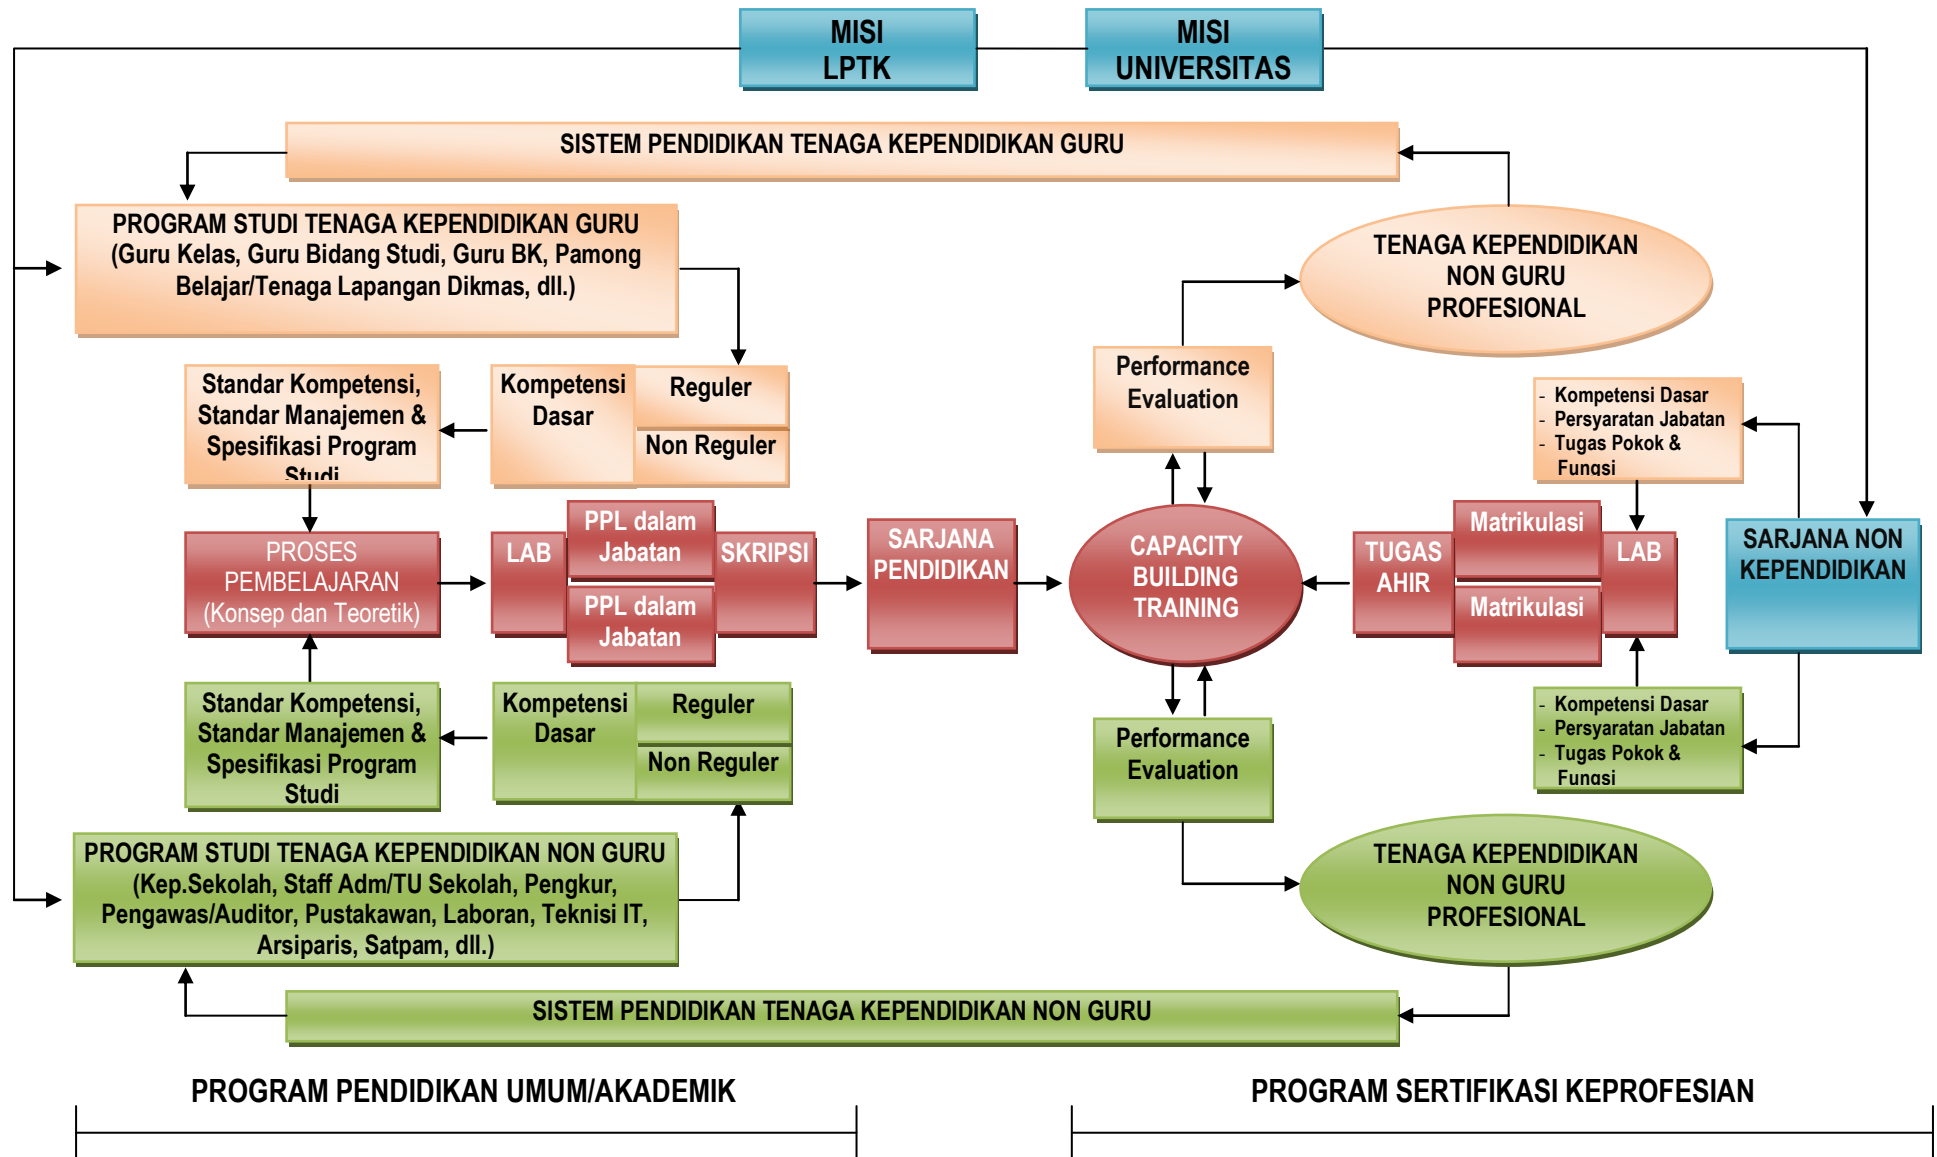 MISI
LPTK
MISI
UNIVERSITAS
SISTEM PENDIDIKAN TENAGA KEPENDIDIKAN GURU
PROGRAM STUDI TENAGA KEPENDIDIKAN GURU
(Guru Kelas, Guru Bidang Studi, Guru BK, Pamong
Belajar/Tenaga Lapangan Dikmas, dll.)
TENAGA KEPENDIDIKAN
NON GURU
PROFESIONAL
Standar Kompetensi,
Standar Manajemen &
Spesifikasi Program
Studi
Kompetensi
Dasar
Reguler
Non Reguler
Performance
Evaluation
- Kompetensi Dasar
- Persyaratan Jabatan
- Tugas Pokok &
Fungsi
PROSES
PEMBELAJARAN
(Konsep dan Teoretik)
LAB
PPL dalam
Jabatan
PPL dalam
Jabatan
SKRIPSI
SARJANA
PENDIDIKAN
CAPACITY
BUILDING
TRAINING
TUGAS
AHIR
Matrikulasi
Matrikulasi
LAB
SARJANA NON
KEPENDIDIKAN
Standar Kompetensi,
Standar Manajemen &
Spesifikasi Program
Studi
Kompetensi
Dasar
Reguler
Non Reguler
Performance
Evaluation
- Kompetensi Dasar
- Persyaratan Jabatan
- Tugas Pokok &
Fungsi
PROGRAM STUDI TENAGA KEPENDIDIKAN NON GURU
(Kep.Sekolah, Staff Adm/TU Sekolah, Pengkur,
Pengawas/Auditor, Pustakawan, Laboran, Teknisi IT,
Arsiparis, Satpam, dll.)
TENAGA KEPENDIDIKAN
NON GURU
PROFESIONAL
SISTEM PENDIDIKAN TENAGA KEPENDIDIKAN NON GURU
PROGRAM PENDIDIKAN UMUM/AKADEMIK
PROGRAM SERTIFIKASI KEPROFESIAN